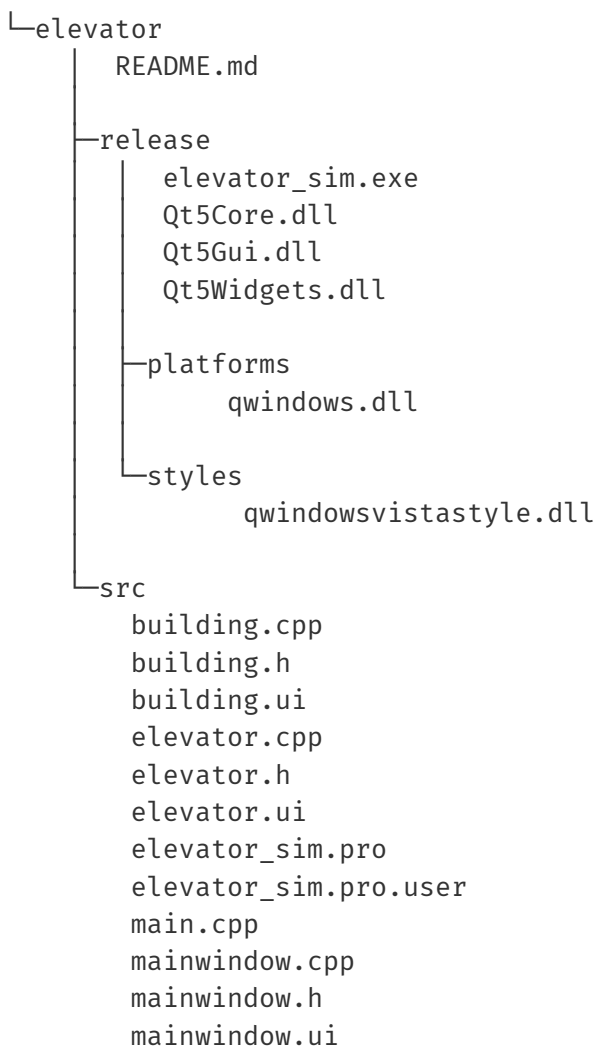 └─elevator
README.md
├─release
elevator_sim.exe
Qt5Core.dll
Qt5Gui.dll
Qt5Widgets.dll
├─platforms
qwindows.dll
└─styles
qwindowsvistastyle.dll
└─src
building.cpp
building.h
building.ui
elevator.cpp
elevator.h
elevator.ui
elevator_sim.pro
elevator_sim.pro.user
main.cpp
mainwindow.cpp
mainwindow.h
mainwindow.ui